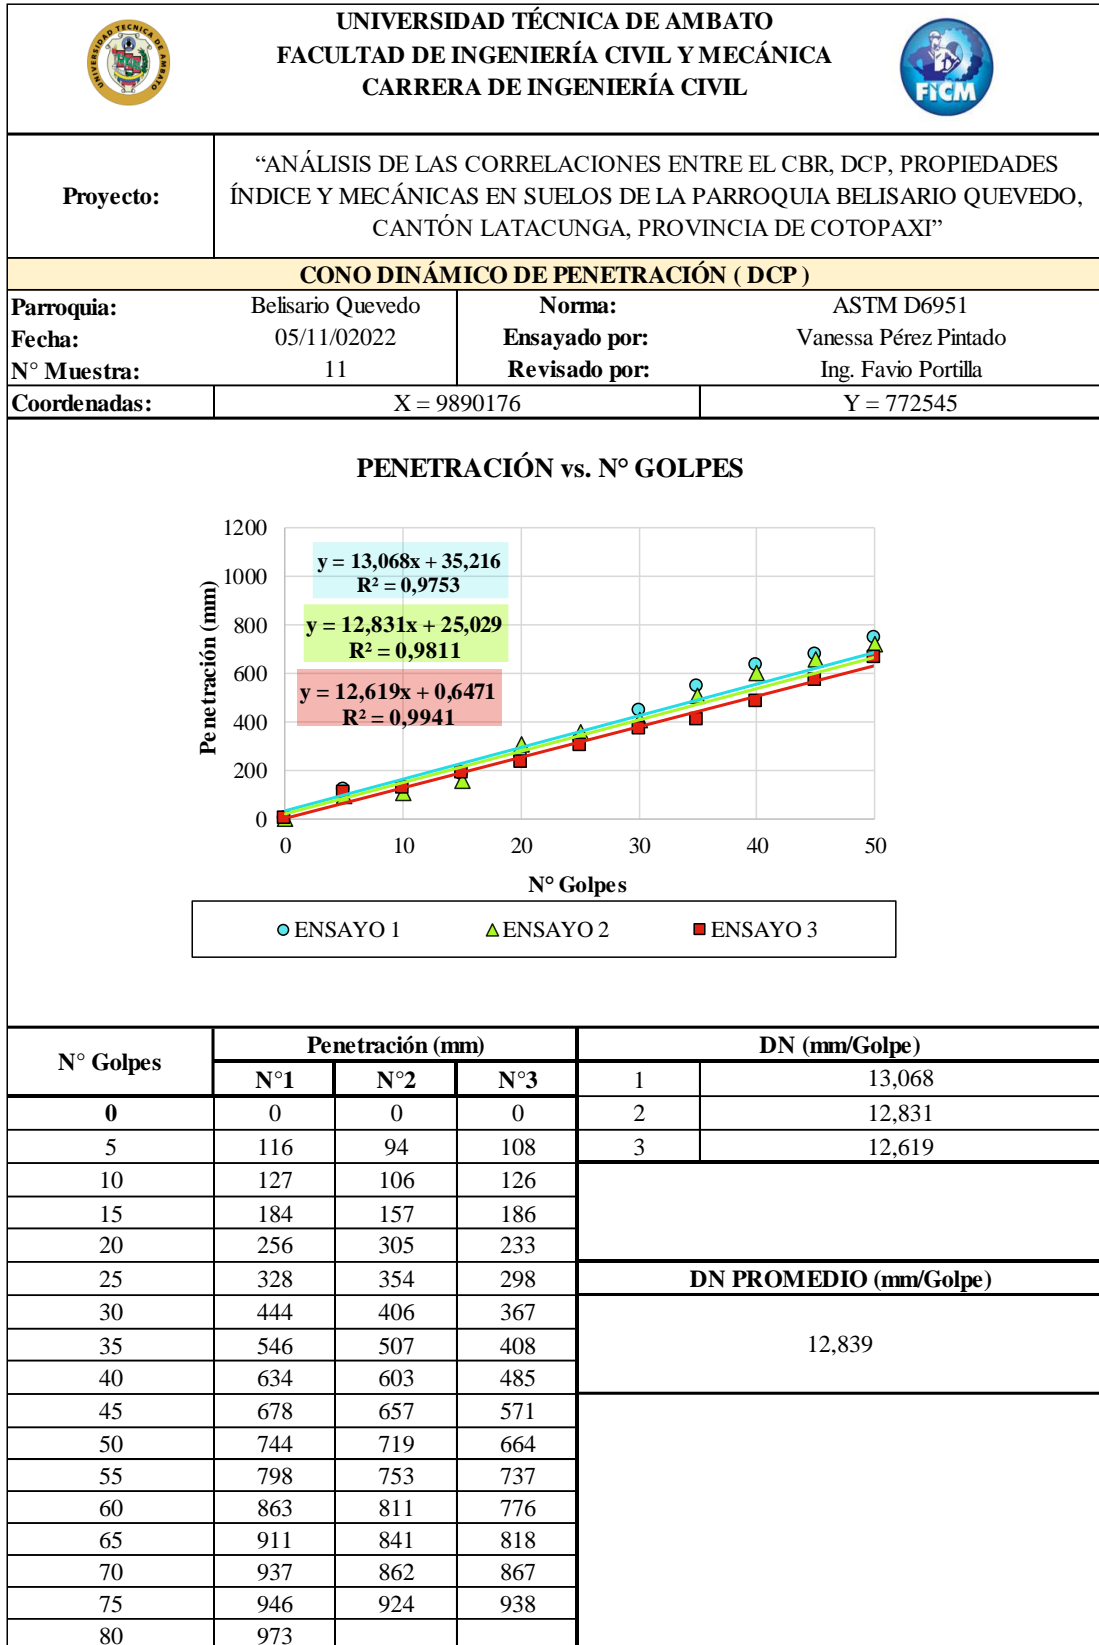 UNIVERSIDAD TÉCNICA DE AMBATO
FACULTAD DE INGENIERÍA CIVIL Y MECÁNICA
CARRERA DE INGENIERÍA CIVIL
UNIVERSIDAD TECNICA DE AMBATO
FICM
Proyecto:
“ANÁLISIS DE LAS CORRELACIONES ENTRE EL CBR, DCP, PROPIEDADES
ÍNDICE Y MECÁNICAS EN SUELOS DE LA PARROQUIA BELISARIO QUEVEDO,
CANTÓN LATACUNGA, PROVINCIA DE COTOPAXI”
CONO DINÁMICO DE PENETRACIÓN ( DCP )
Parroquia: Belisario Quevedo Norma: ASTM D6951
Fecha: 05/11/02022 Ensayado por: Vanessa Pérez Pintado
N° Muestra: 11 Revisado por: Ing. Favio Portilla
Coordenadas: X = 9890176 Y = 772545
PENETRACIÓN vs. N° GOLPES
Penetración (mm)
1200
1000
800
600
400
200
0
y = 13,068x + 35,216
R² = 0,9753
y = 12,831x + 25,029
R² = 0,9811
y = 12,619x + 0,6471
R² = 0,9941
0 10 20 30 40 50
N° Golpes
ENSAYO 1 ENSAYO 2 ENSAYO 3
N° Golpes Penetración (mm) DN (mm/Golpe)
N°1 N°2 N°3 1 13,068
0 0 0 0 2 12,831
5 116 94 108 3 12,619
10 127 106 126
15 184 157 186
20 256 305 233
25 328 354 298 DN PROMEDIO (mm/Golpe)
30 444 406 367
35 546 507 408 12,839
40 634 603 485
45 678 657 571
50 744 719 664
55 798 753 737
60 863 811 776
65 911 841 818
70 937 862 867
75 946 924 938
80 973